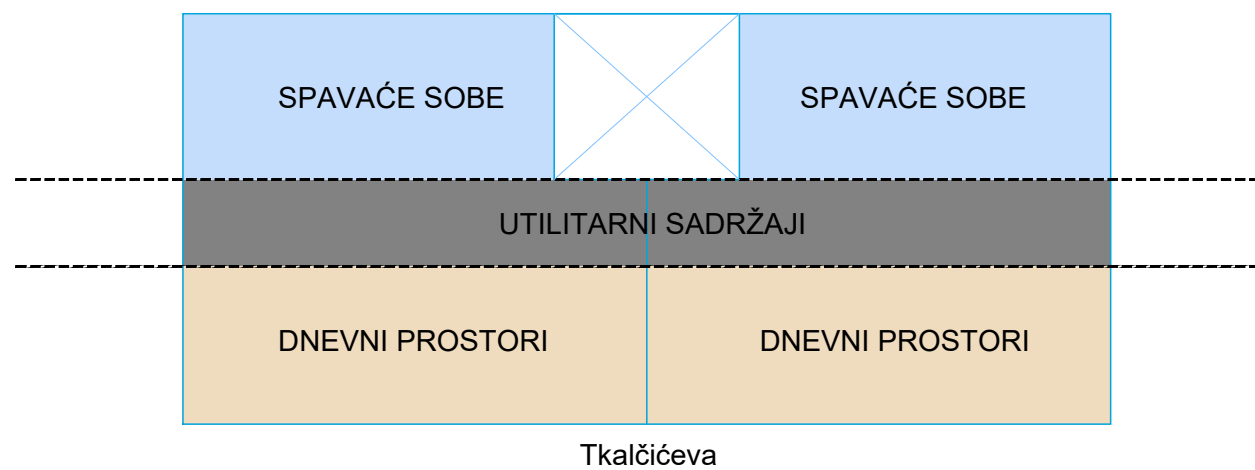 SPAVAĆE SOBE
SPAVAĆE SOBE
UTILITARNI SADRŽAJI
DNEVNI PROSTORI
DNEVNI PROSTORI
Tkalčićeva